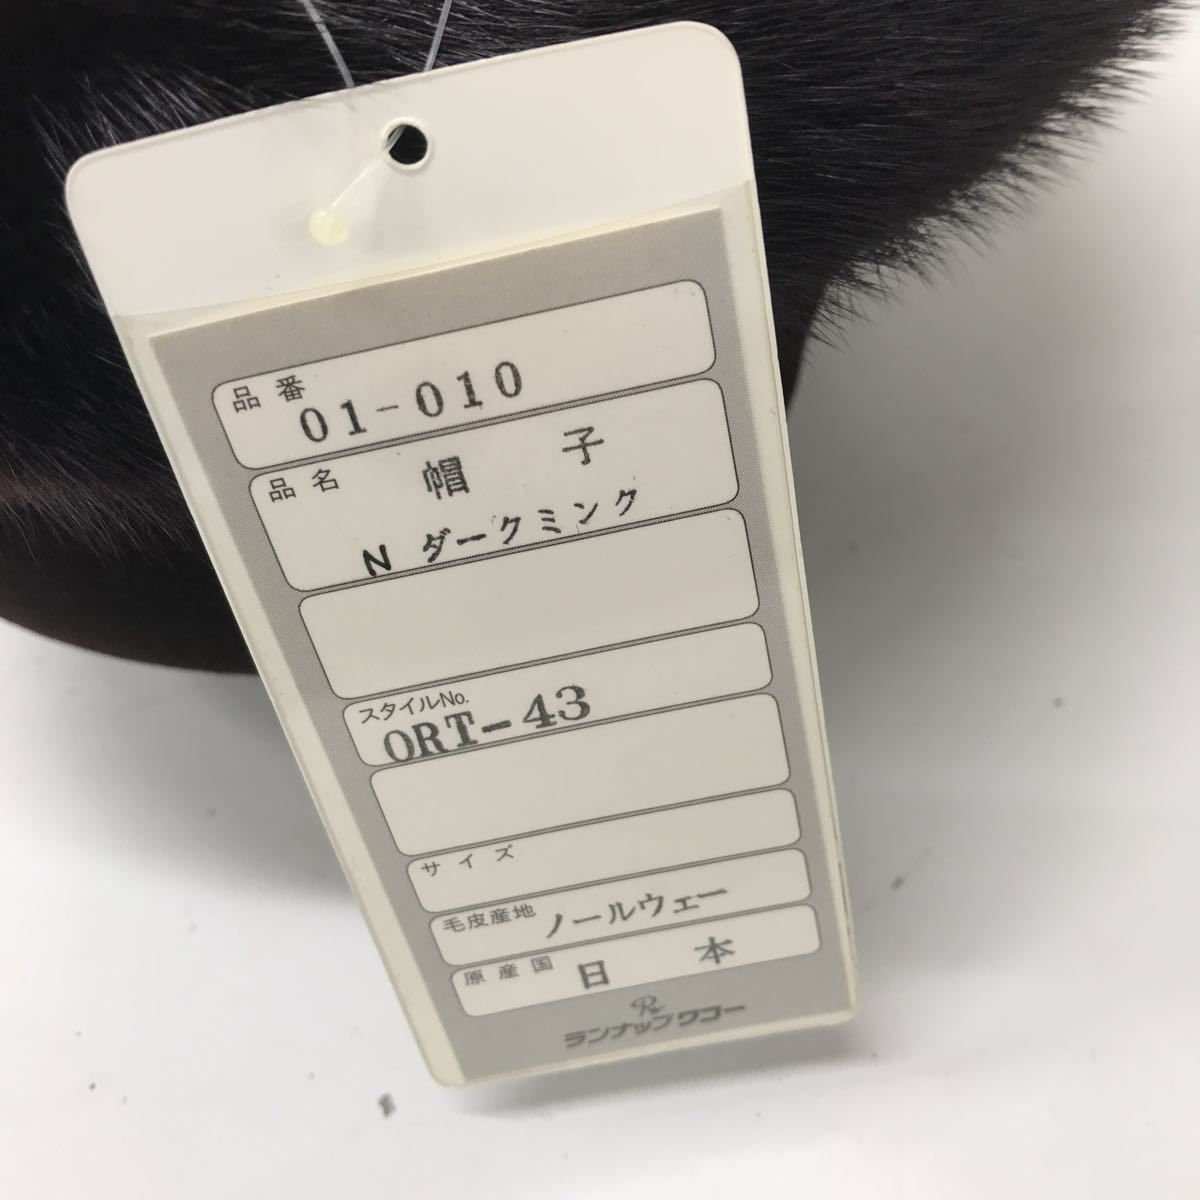 品番 01-010
品名 帽子
N ダークミンク
スタイルNo. ORT-43
サイズ
毛皮産地 ノールウェー
原産国 日本
ランナップワコー